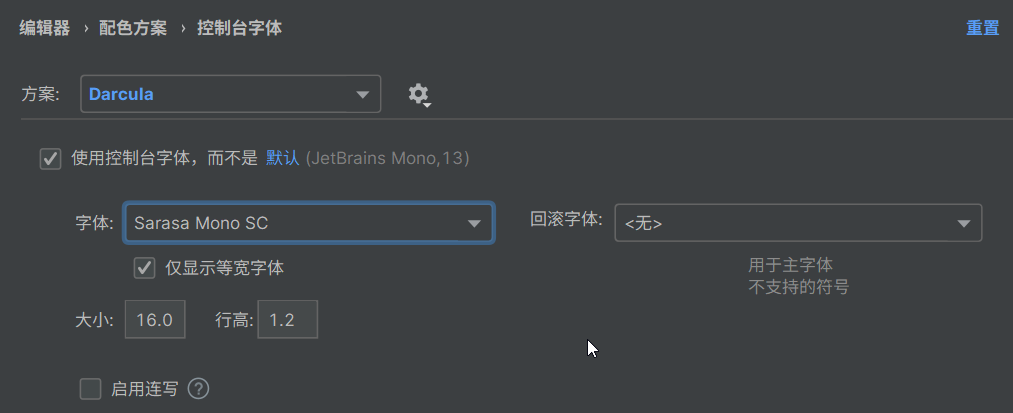 编辑器 › 配色方案 › 控制台字体 重置
方案: Darcula
使用控制台字体，而不是 默认 (JetBrains Mono,13)
字体: Sarasa Mono SC 回滚字体: <无>
仅显示等宽字体 用于主字体
不支持的符号
大小: 16.0 行高: 1.2
启用连写 ?